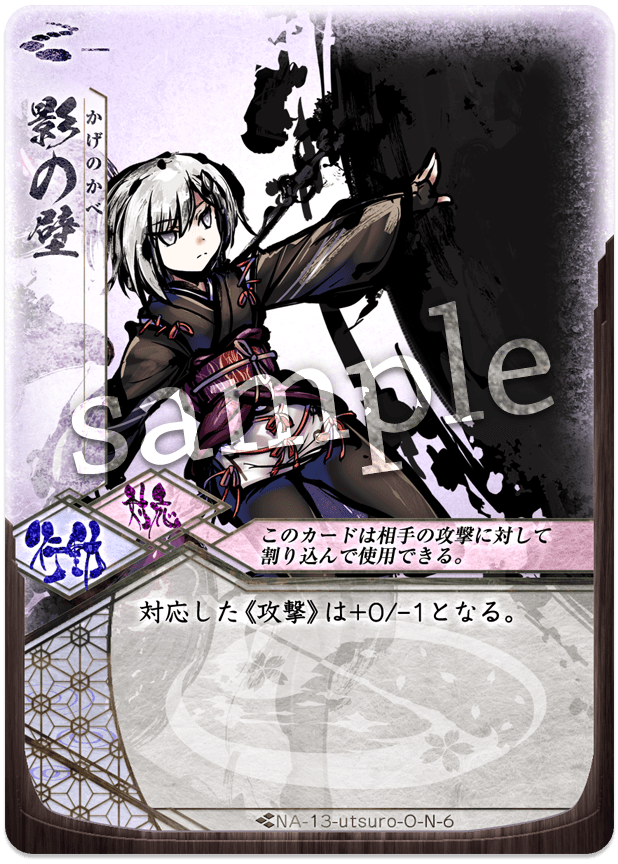 影の壁
かげのかべ
sample
行動
対応
このカードは相手の攻撃に対して
割り込んで使用できる。
対応した《攻撃》は+0/-1となる。
NA-13-utsuro-O-N-6